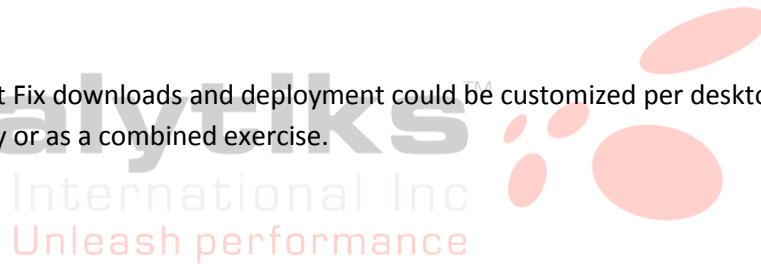 t Fix downloads and deployment could be customized per deskto
y or as a combined exercise.
alytiks™
International Inc
Unleash performance